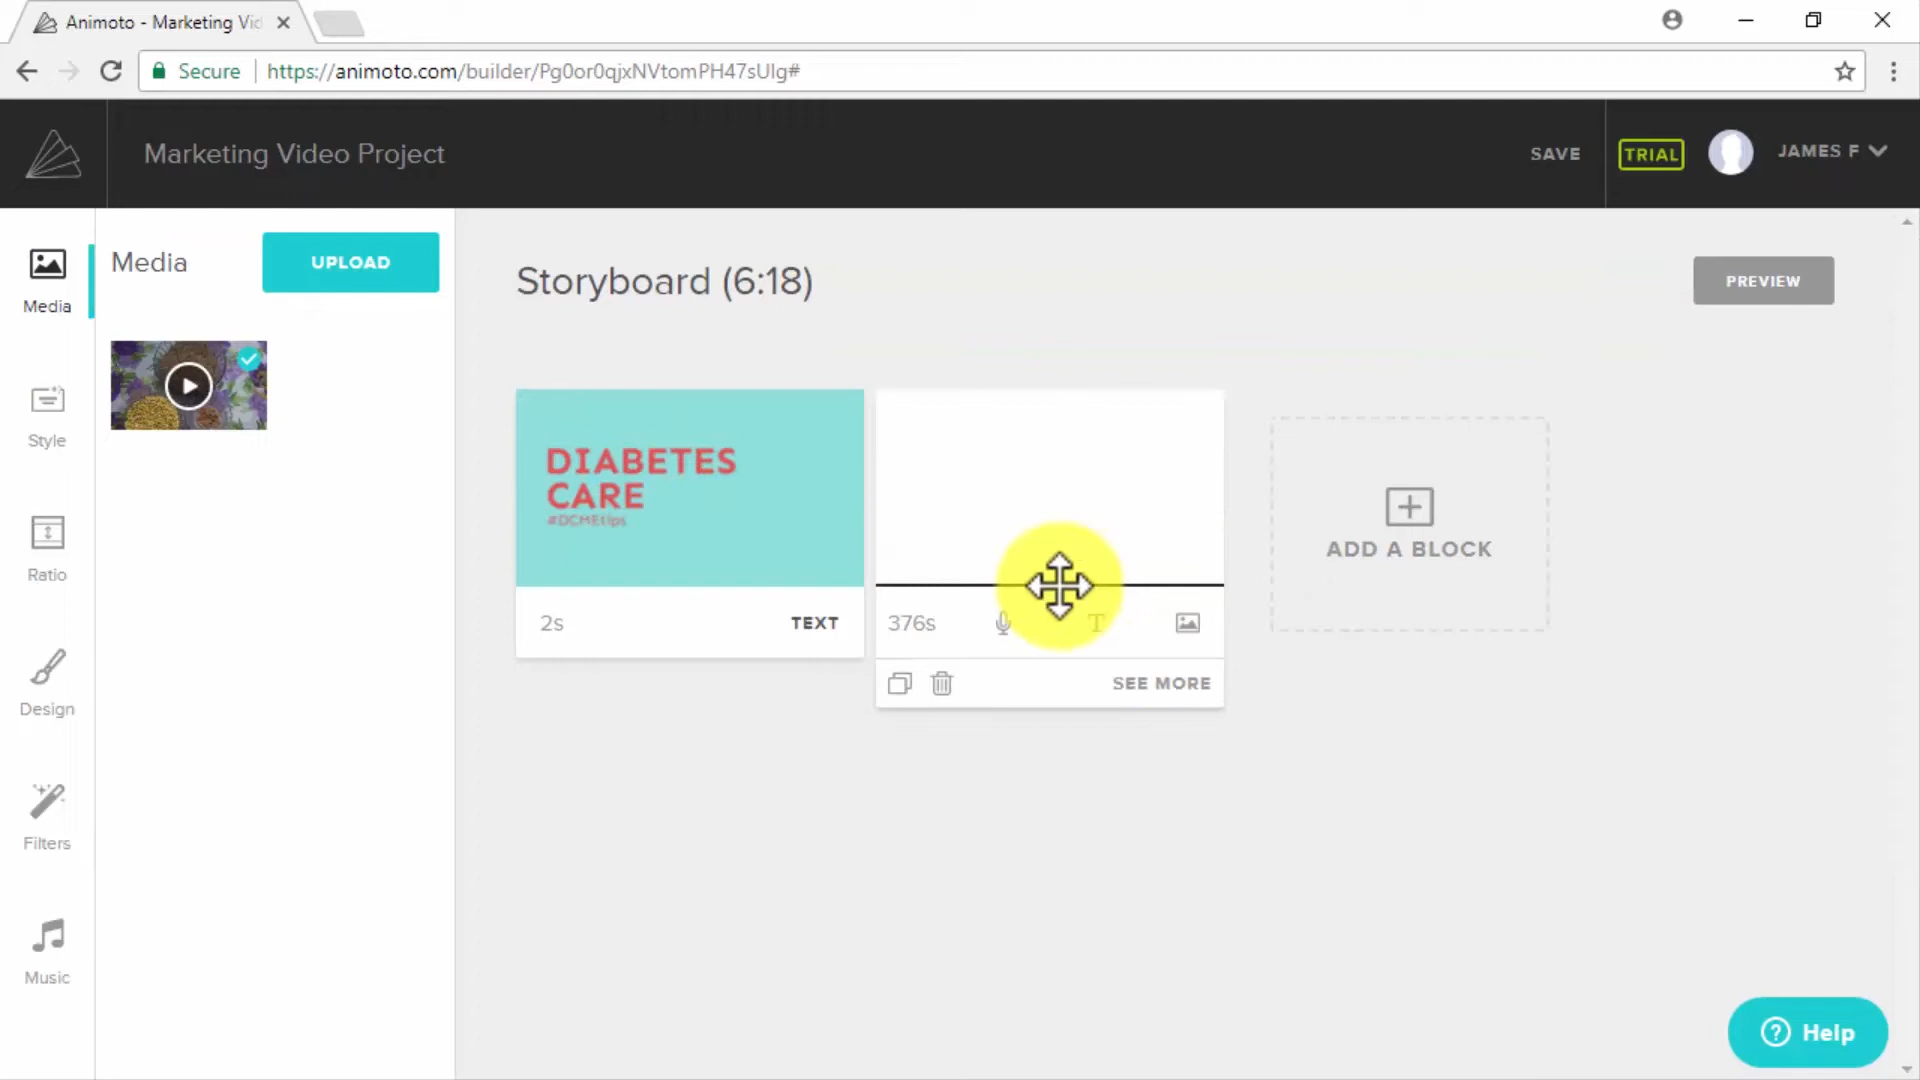 Animoto - Marketing Vid
Secure
https://animoto.com/builder/Pg0or0qjxNVtomPH47sUlg#
Marketing Video Project
SAVE
TRIAL
JAMES F
Media
UPLOAD
Storyboard (6:18)
PREVIEW
Media
Style
Ratio
Design
Filters
Music
DIABETES
CARE
#DCMEtips
2s
TEXT
376s
T
SEE MORE
ADD A BLOCK
Help